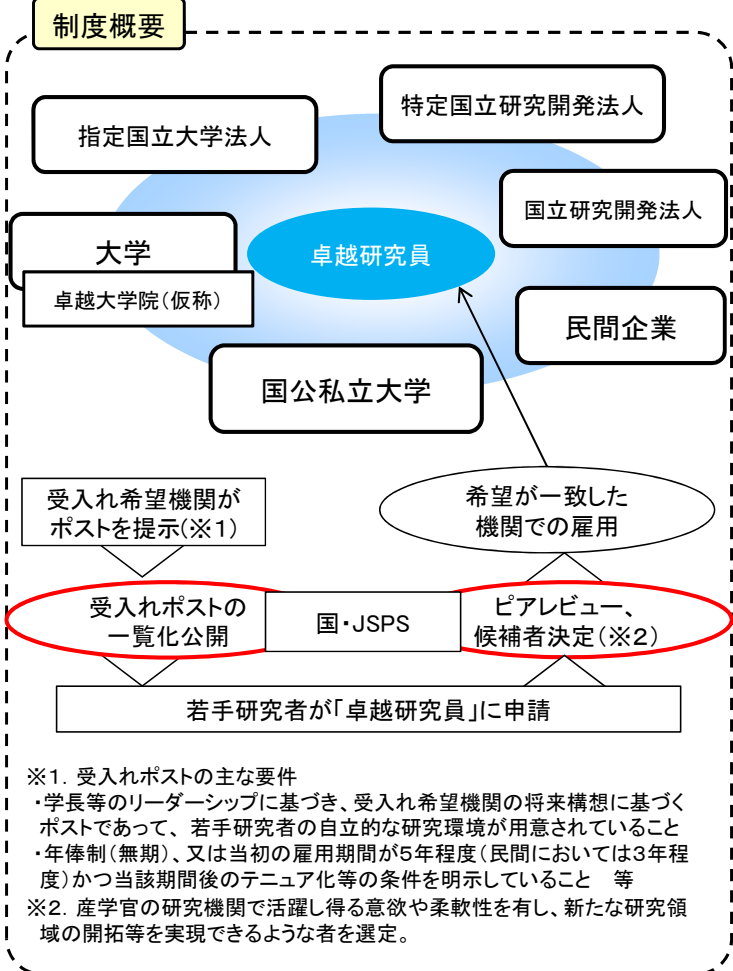 制度概要
特定国立研究開発法人
指定国立大学法人
国立研究開発法人
大学
卓越研究員
卓越大学院(仮称)
民間企業
国公私立大学
受入れ希望機関が
ポストを提示(※1)
希望が一致した
機関での雇用
受入れポストの
一覧化公開
国・JSPS
ピアレビュー、
候補者決定(※2)
若手研究者が「卓越研究員」に申請
※1. 受入れポストの主な要件
・学長等のリーダーシップに基づき、受入れ希望機関の将来構想に基づく
ポストであって、若手研究者の自立的な研究環境が用意されていること
・年俸制(無期)、又は当初の雇用期間が5年程度(民間においては3年程
度)かつ当該期間後のテニュア化等の条件を明示していること　等
※2. 産学官の研究機関で活躍し得る意欲や柔軟性を有し、新たな研究領
域の開拓等を実現できるような者を選定。